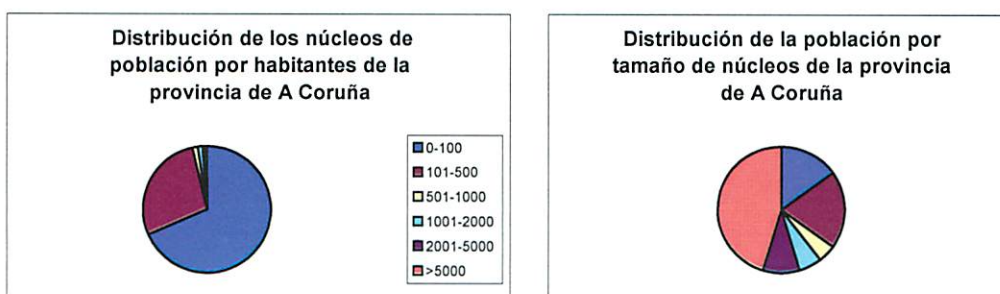 Distribución de los núcleos de
población por habitantes de la
provincia de A Coruña
0-100
101-500
501-1000
1001-2000
2001-5000
>5000
Distribución de la población por
tamaño de núcleos de la provincia
de A Coruña